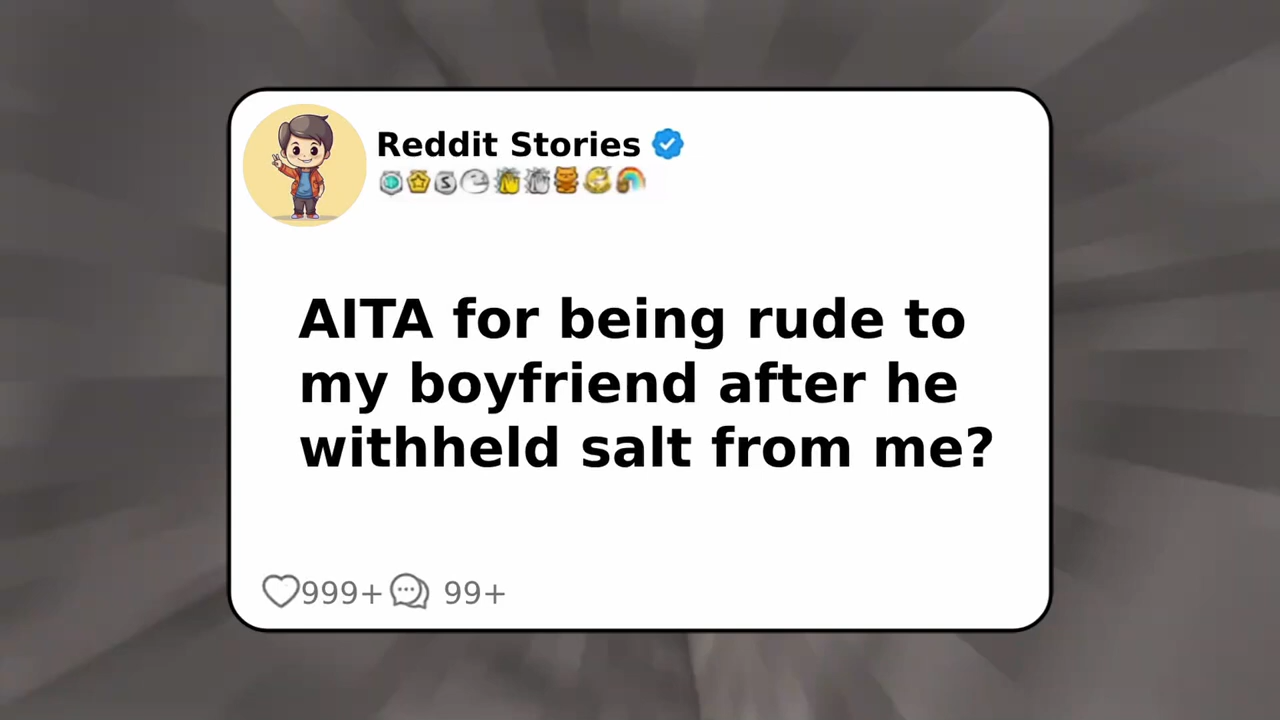 Reddit Stories
AITA for being rude to
my boyfriend after he
withheld salt from me?
999+ 99+